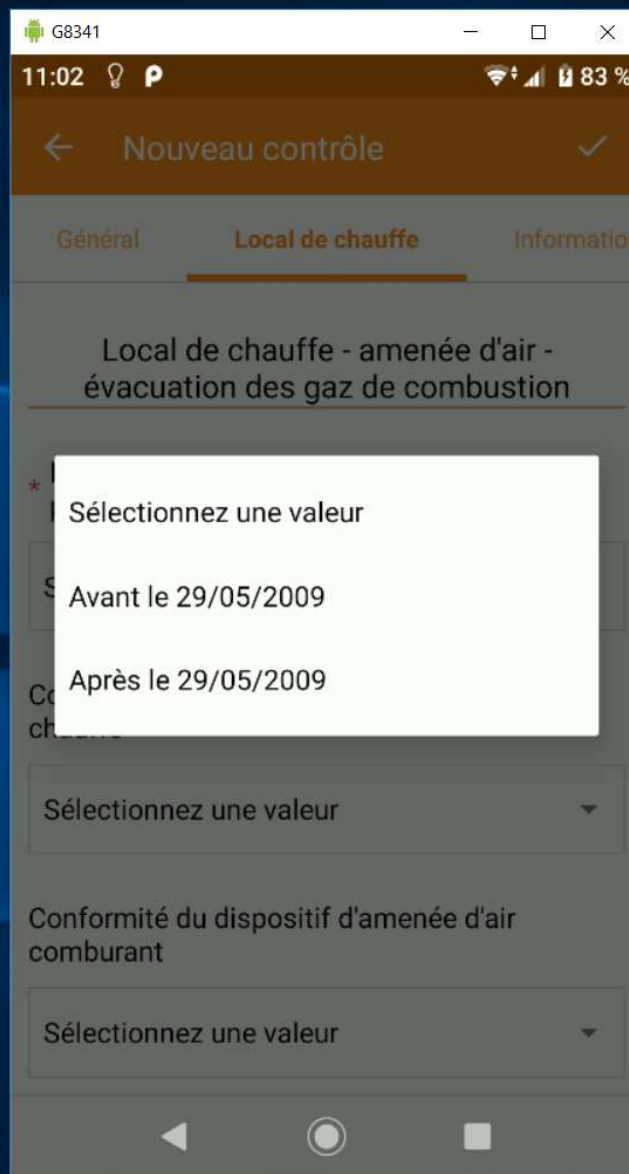 G8341
11:02 83 %
Nouveau contrôle
Général Local de chauffe Informatio
Local de chauffe - amenée d'air -
évacuation des gaz de combustion
*
Sélectionnez une valeur
Avant le 29/05/2009
Après le 29/05/2009
Sélectionnez une valeur
Conformité du dispositif d'amenée d'air
comburant
Sélectionnez une valeur